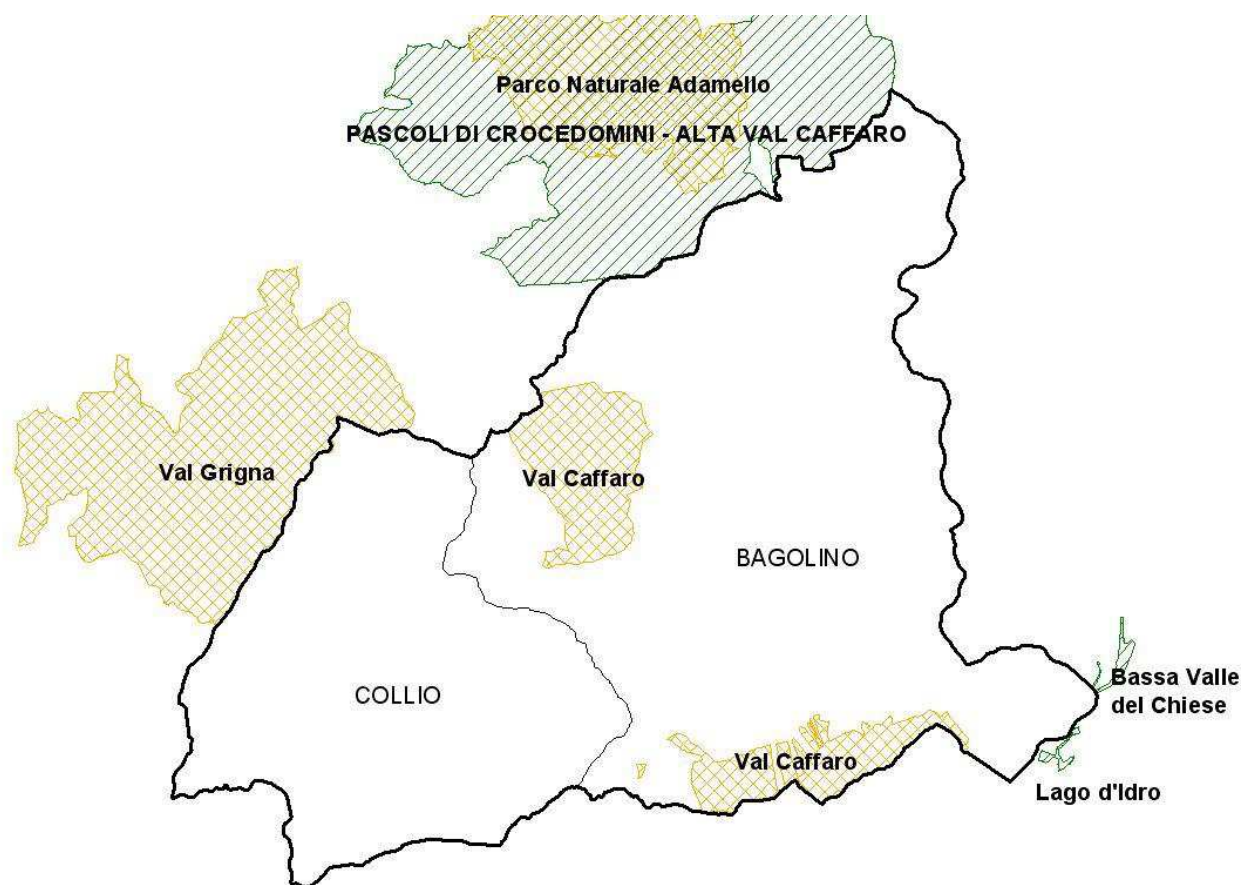 Parco Naturale Adamello
PASCOLI DI CROCEDOMINI - ALTA VAL CAFFARO
Val Grigna
Val Caffaro
BAGOLINO
COLLIO
Bassa Valle
del Chiese
Val Caffaro
Lago d'Idro